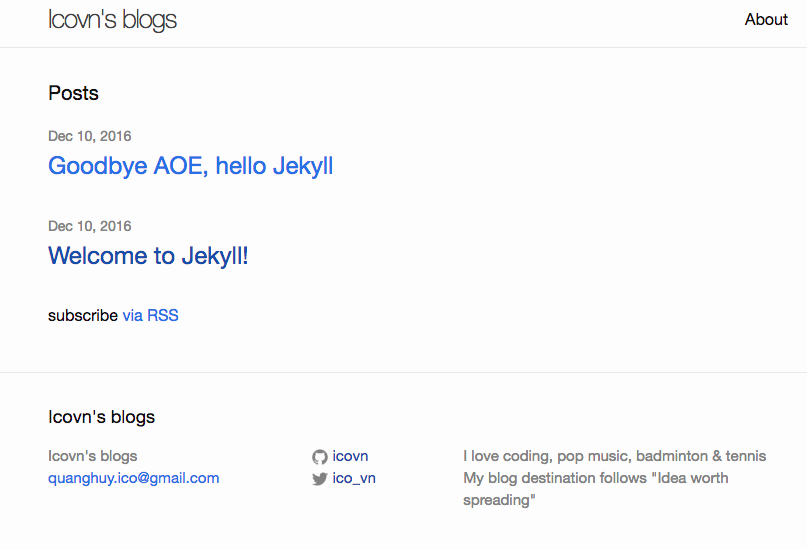 Icovn's blogs
About
Posts
Dec 10, 2016
Goodbye AOE, hello Jekyll
Dec 10, 2016
Welcome to Jekyll!
subscribe via RSS
Icovn's blogs
Icovn's blogs
quanghuy.ico@gmail.com
icovn
ico_vn
I love coding, pop music, badminton & tennis
My blog destination follows "Idea worth
spreading"